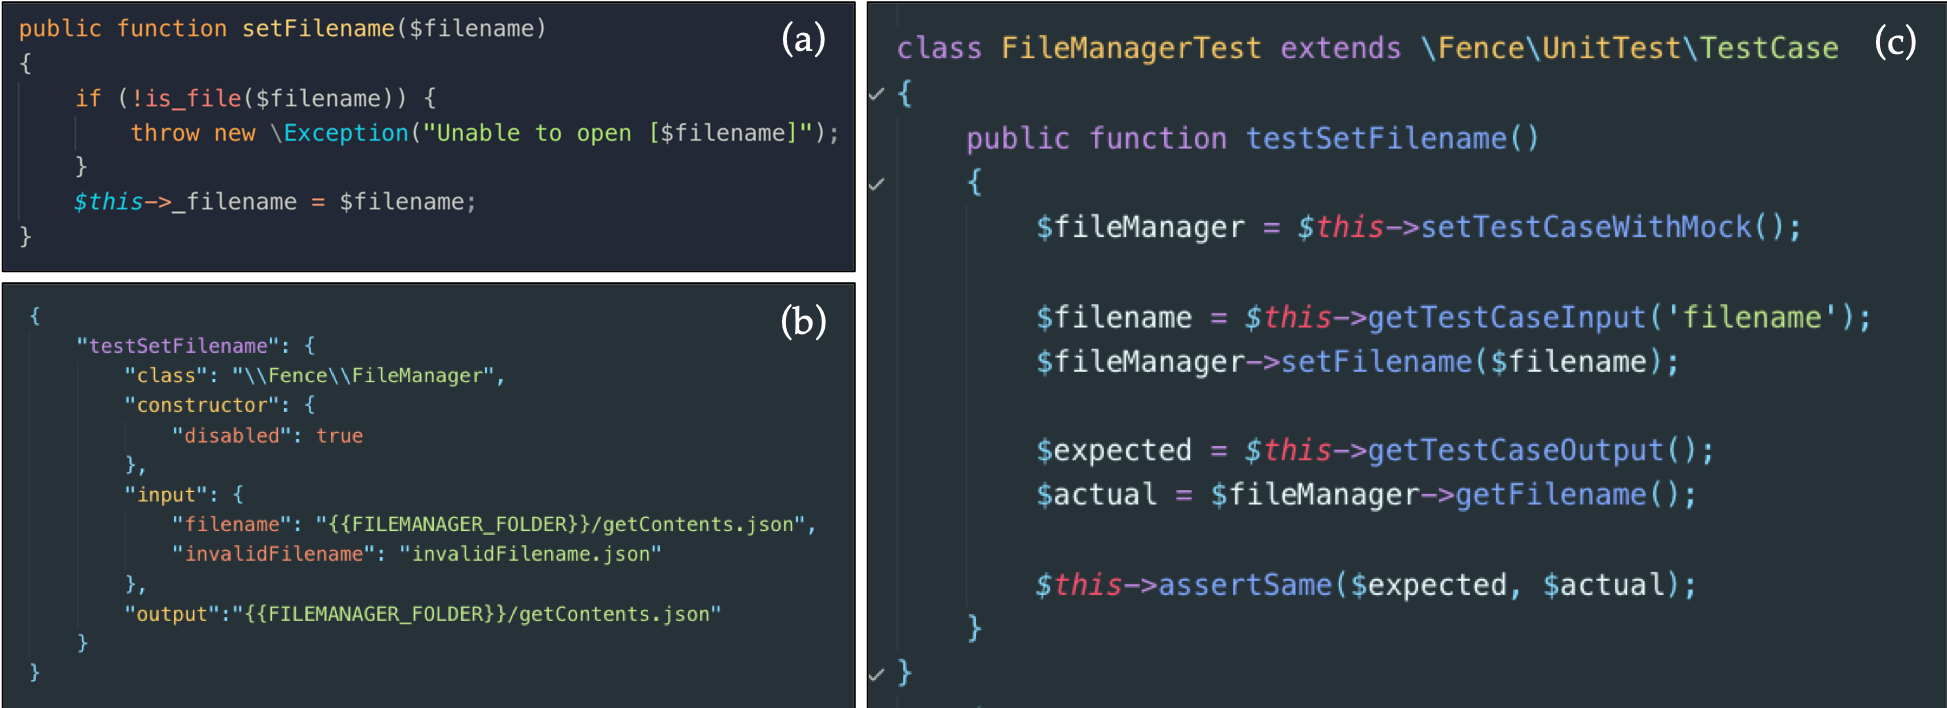 public function setFilename($filename)
{
    if (!is_file($filename)) {
        throw new \Exception("Unable to open [$filename]");
    }
    $this->_filename = $filename;
}
(a)
{
    "testSetFilename": {
        "class": "\\Fence\\FileManager",
        "constructor": {
            "disabled": true
        },
        "input": {
            "filename": "{{FILEMANAGER_FOLDER}}/getContents.json",
            "invalidFilename": "invalidFilename.json"
        },
        "output":"{{FILEMANAGER_FOLDER}}/getContents.json"
    }
}
(b)
class FileManagerTest extends \Fence\UnitTest\TestCase
{
    public function testSetFilename()
    {
        $fileManager = $this->setTestCaseWithMock();

        $filename = $this->getTestCaseInput('filename');
        $fileManager->setFilename($filename);

        $expected = $this->getTestCaseOutput();
        $actual = $fileManager->getFilename();

        $this->assertSame($expected, $actual);
    }
}
(c)